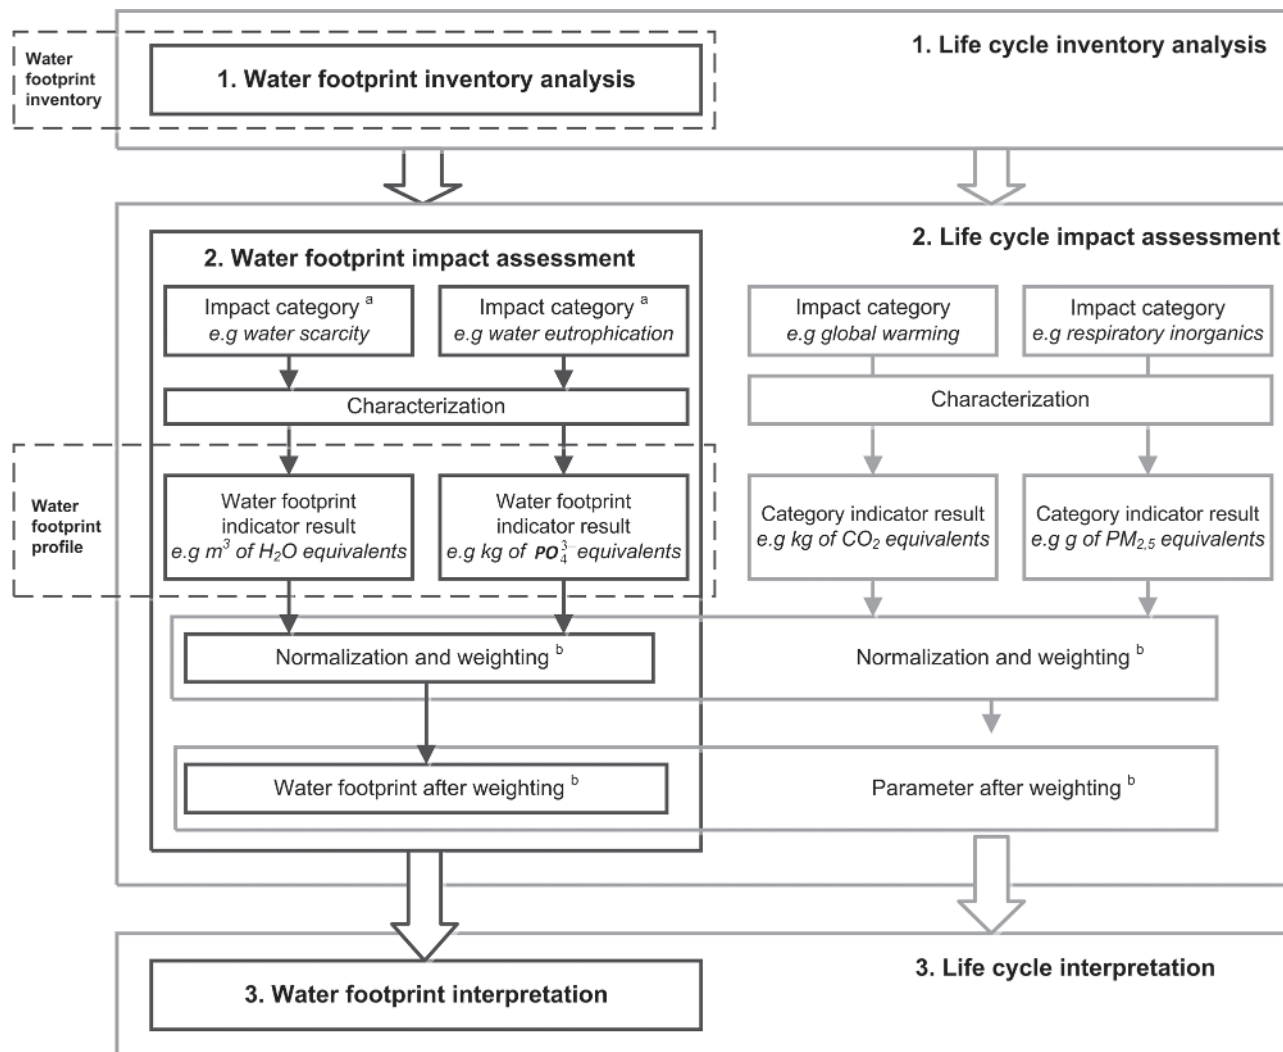 Water
footprint
inventory
1. Water footprint inventory analysis
1. Life cycle inventory analysis
2. Water footprint impact assessment
2. Life cycle impact assessment
Impact category a
e.g water scarcity
Impact category a
e.g water eutrophication
Impact category
e.g global warming
Impact category
e.g respiratory inorganics
Characterization
Characterization
Water
footprint
profile
Water footprint
indicator result
e.g m³ of H₂O equivalents
Water footprint
indicator result
e.g kg of PO₄³⁻ equivalents
Category indicator result
e.g kg of CO₂ equivalents
Category indicator result
e.g g of PM₂,₅ equivalents
Normalization and weighting b
Normalization and weighting b
Water footprint after weighting b
Parameter after weighting b
3. Water footprint interpretation
3. Life cycle interpretation